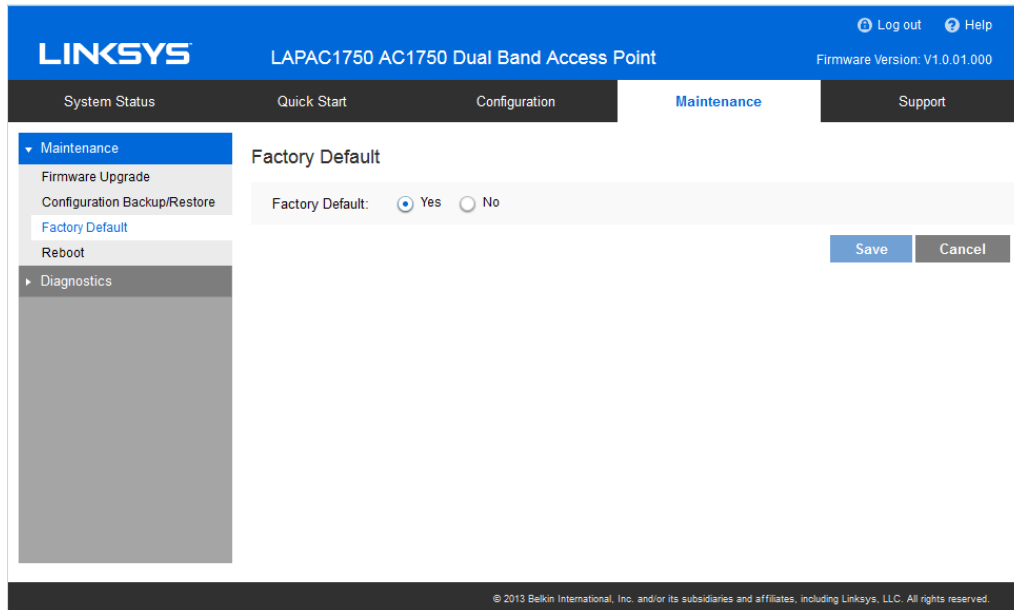 Log out Help
LINKSYS LAPAC1750 AC1750 Dual Band Access Point Firmware Version: V1.0.01.000
System Status Quick Start Configuration Maintenance Support
Maintenance
Firmware Upgrade
Configuration Backup/Restore
Factory Default
Reboot
Diagnostics
Factory Default
Factory Default: Yes No
Save Cancel
© 2013 Belkin International, Inc. and/or its subsidiaries and affiliates, including Linksys, LLC. All rights reserved.